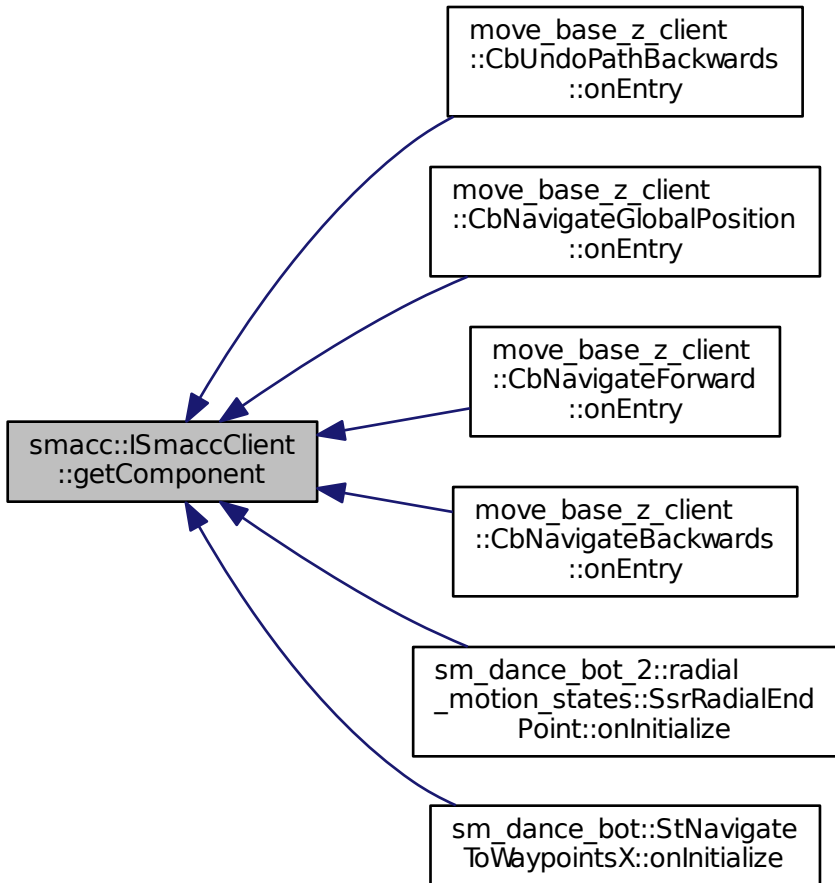 move_base_z_client
::CbUndoPathBackwards
::onEntry
move_base_z_client
::CbNavigateGlobalPosition
::onEntry
move_base_z_client
::CbNavigateForward
::onEntry
smacc::ISmaccClient
::getComponent
move_base_z_client
::CbNavigateBackwards
::onEntry
sm_dance_bot_2::radial
_motion_states::SsrRadialEnd
Point::onInitialize
sm_dance_bot::StNavigate
ToWaypointsX::onInitialize